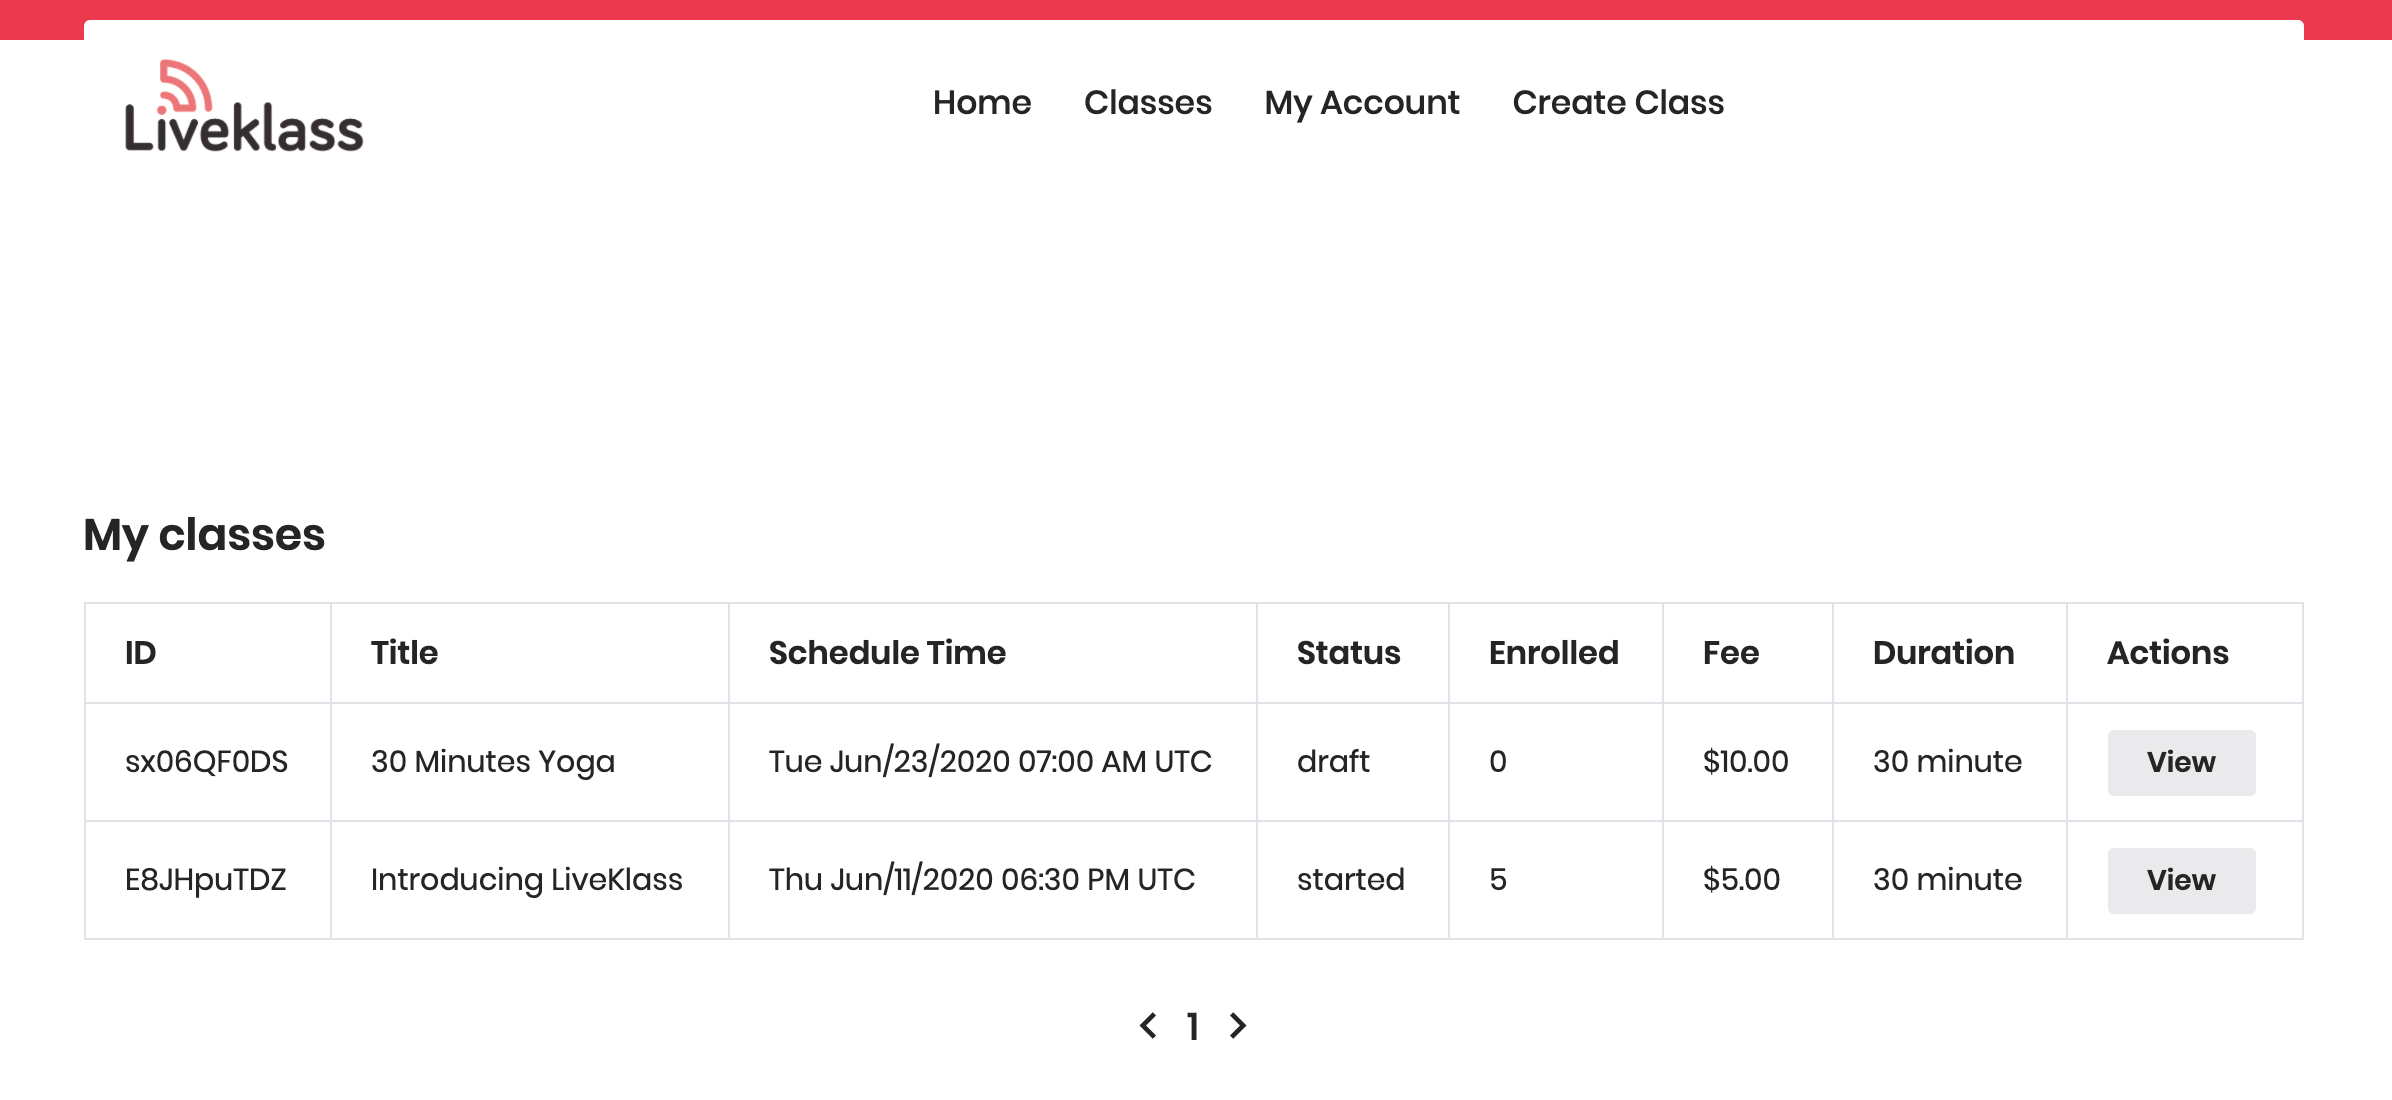 Liveklass
Home Classes My Account Create Class
My classes
ID Title Schedule Time Status Enrolled Fee Duration Actions
sx06QF0DS 30 Minutes Yoga Tue Jun/23/2020 07:00 AM UTC draft 0 $10.00 30 minute View
E8JHpuTDZ Introducing LiveKlass Thu Jun/11/2020 06:30 PM UTC started 5 $5.00 30 minute View
1